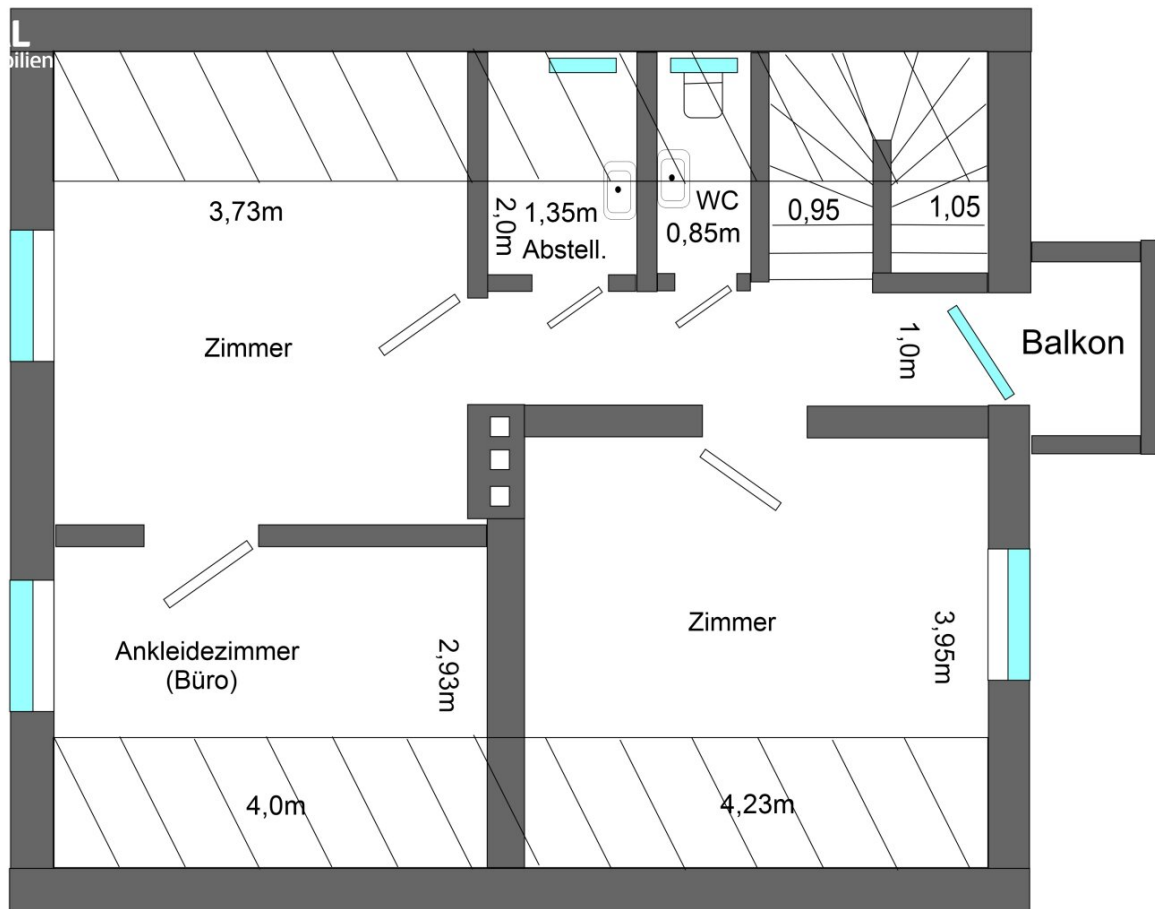 3,73m
2,0m
1,35m
Abstell.
WC
0,85m
0,95
1,05
Zimmer
1,0m
Balkon
Ankleidezimmer
(Büro)
2,93m
Zimmer
3,95m
4,0m
4,23m